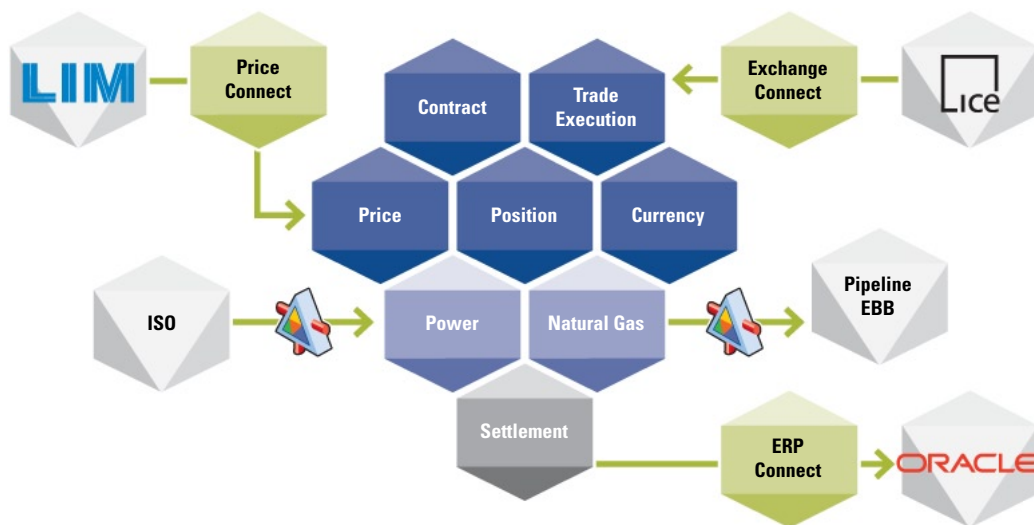 LIM
Price
Connect
Contract
Trade
Execution
Exchange
Connect
ice
Price
Position
Currency
ISO
Power
Natural Gas
Pipeline
EBB
Settlement
ERP
Connect
ORACLE